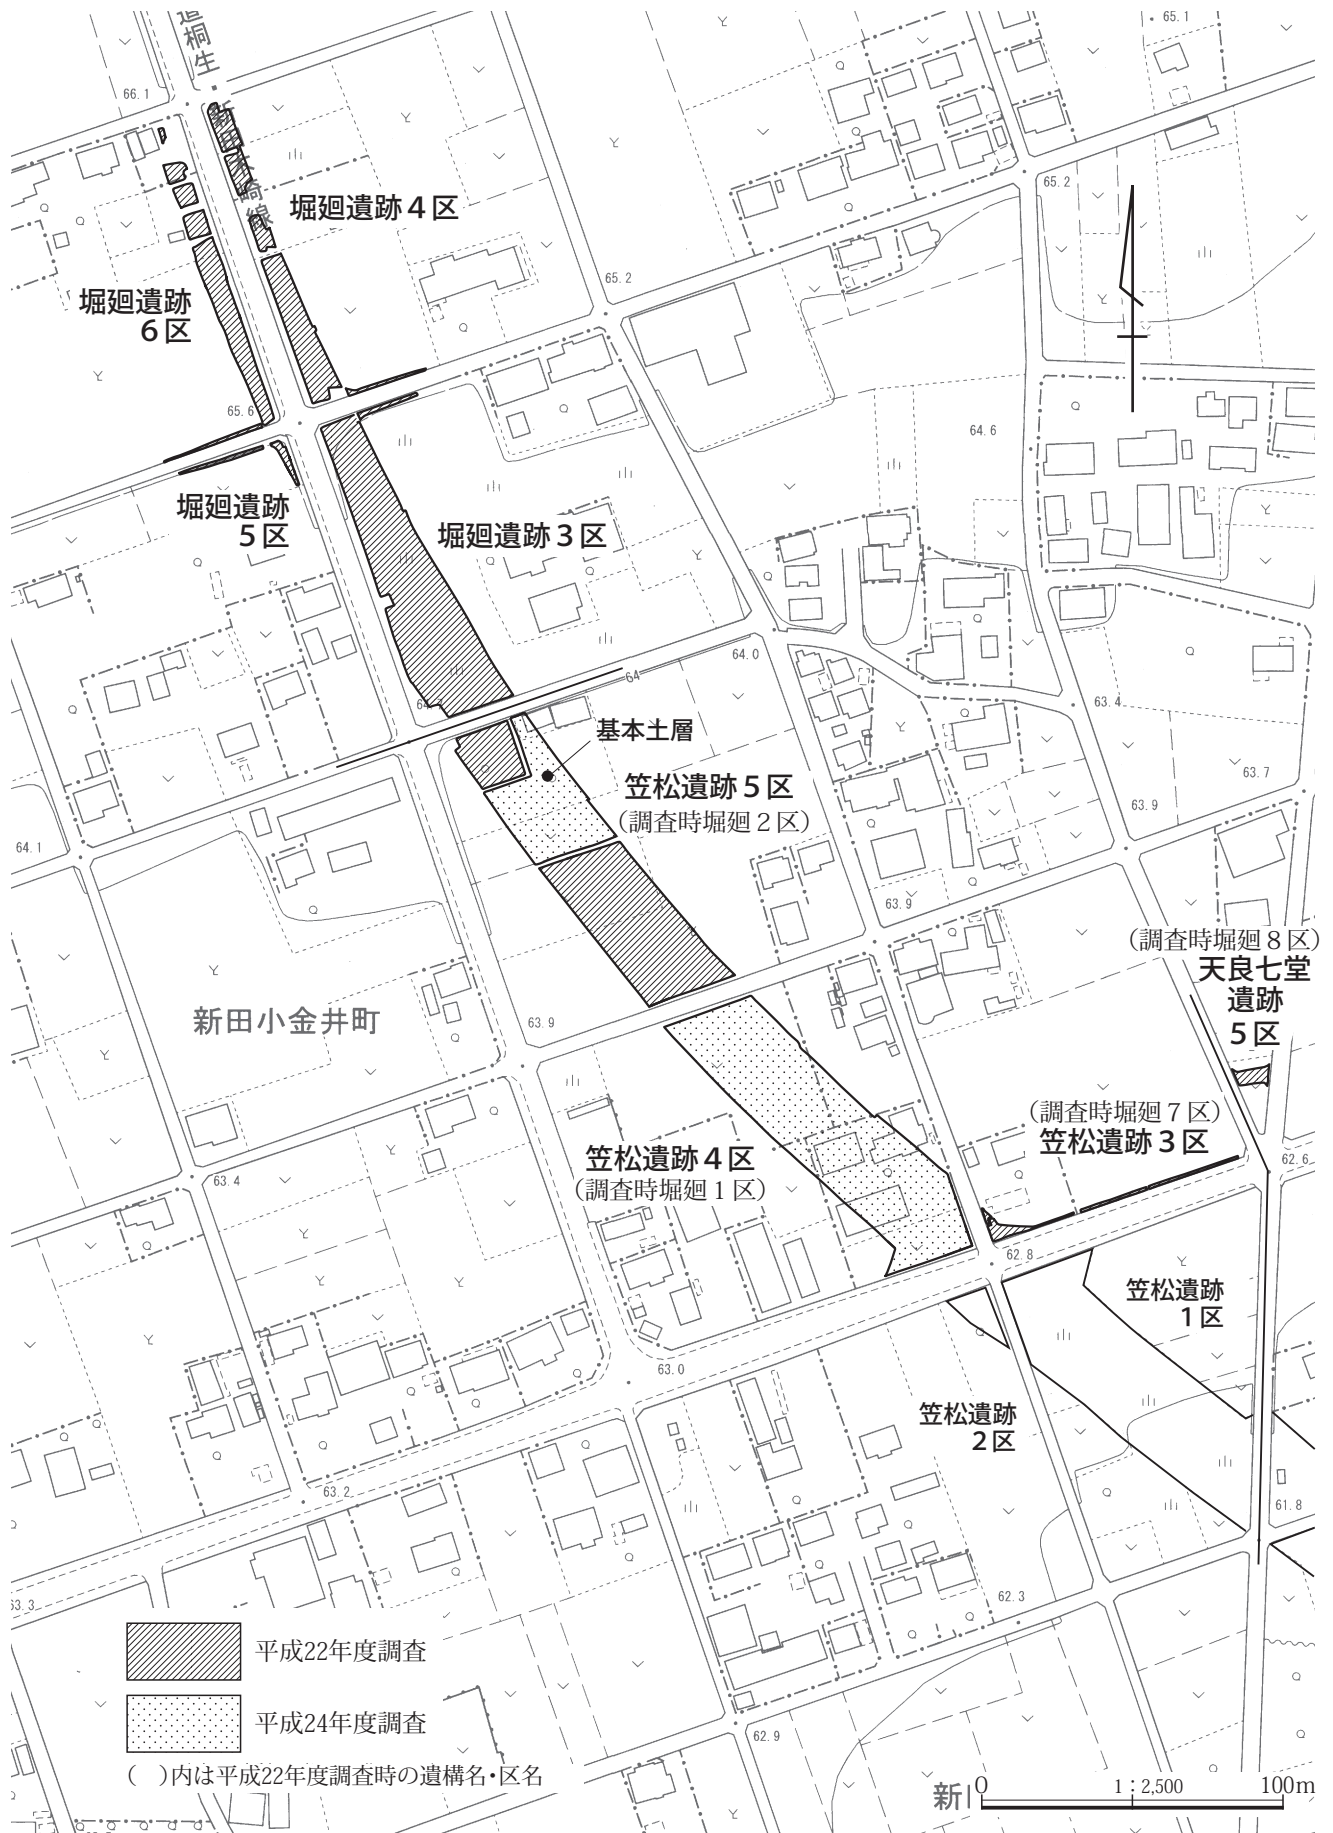 65.1
道桐生・新田木崎線
66.1
65.2
堀廻遺跡４区
65.2
堀廻遺跡
６区
65.6
64.6
堀廻遺跡
５区
堀廻遺跡３区
64.0
64
63.4
基本土層
63.7
笠松遺跡５区
(調査時堀廻２区)
63.9
64.1
63.9
(調査時堀廻８区)
天良七堂
遺跡
５区
新田小金井町
63.9
(調査時堀廻７区)
笠松遺跡３区
笠松遺跡４区
(調査時堀廻１区)
62.6
63.4
62.8
笠松遺跡
１区
63.0
笠松遺跡
２区
63.2
61.8
62.3
63.3
平成22年度調査
平成24年度調査
62.9
(　)内は平成22年度調査時の遺構名・区名
新
0
1：2,500
100m